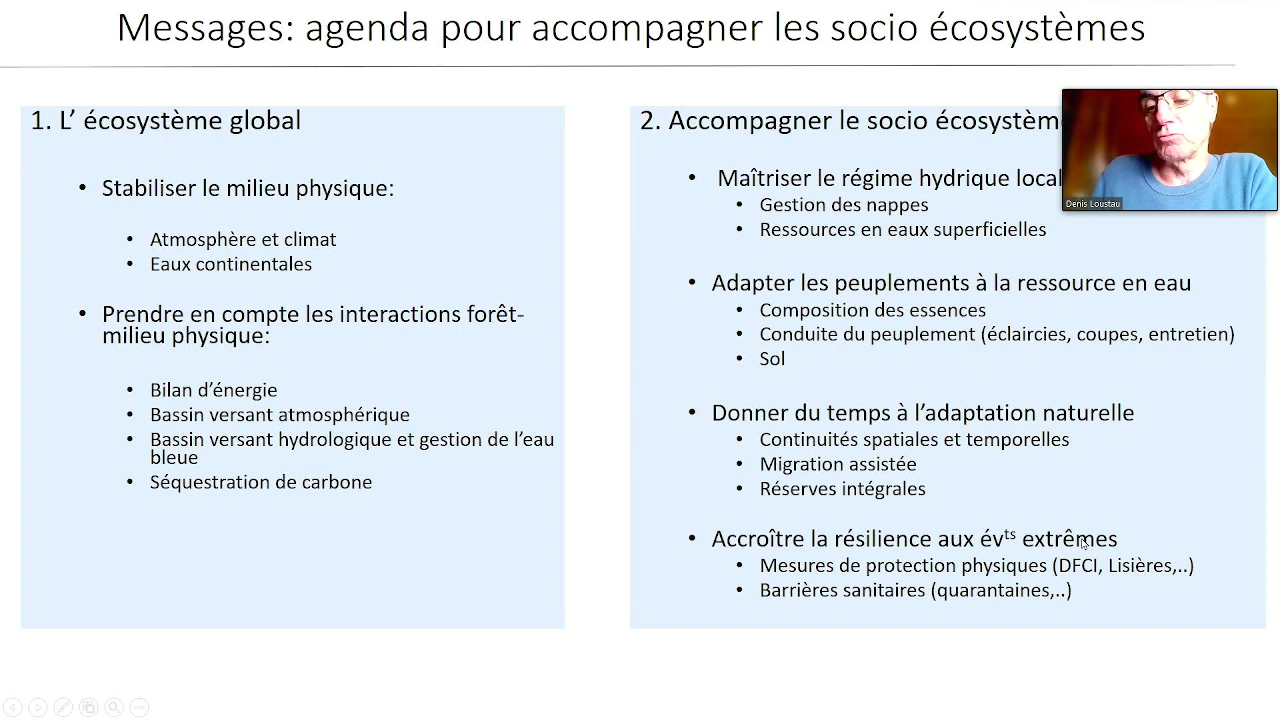 Messages: agenda pour accompagner les socio écosystèmes
1. L’ écosystème global
• Stabiliser le milieu physique:
• Atmosphère et climat
• Eaux continentales
• Prendre en compte les interactions forêt-
milieu physique:
• Bilan d’énergie
• Bassin versant atmosphérique
• Bassin versant hydrologique et gestion de l’eau
bleue
• Séquestration de carbone
2. Accompagner le socio écosystème
• Maîtriser le régime hydrique local
• Gestion des nappes
• Ressources en eaux superficielles
• Adapter les peuplements à la ressource en eau
• Composition des essences
• Conduite du peuplement (éclaircies, coupes, entretien)
• Sol
• Donner du temps à l’adaptation naturelle
• Continuités spatiales et temporelles
• Migration assistée
• Réserves intégrales
• Accroître la résilience aux évts extrêmes
• Mesures de protection physiques (DFCI, Lisières,..)
• Barrières sanitaires (quarantaines,..)
Denis Loustau